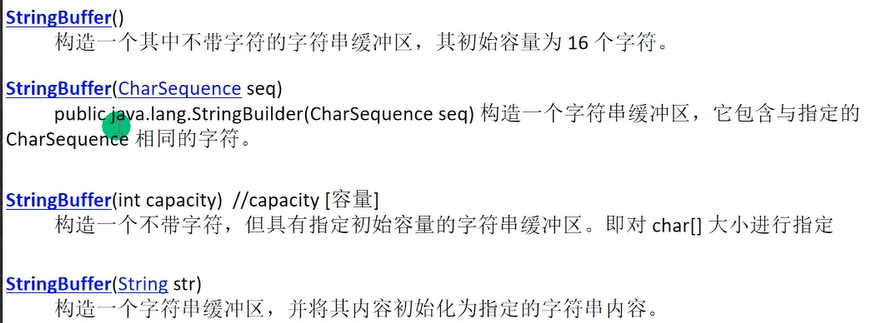 StringBuffer()
构造一个其中不带字符的字符串缓冲区，其初始容量为 16 个字符。
StringBuffer(CharSequence seq)
public java.lang.StringBuilder(CharSequence seq) 构造一个字符串缓冲区，它包含与指定的
CharSequence 相同的字符。
StringBuffer(int capacity) //capacity [容量]
构造一个不带字符，但具有指定初始容量的字符串缓冲区。即对 char[] 大小进行指定
StringBuffer(String str)
构造一个字符串缓冲区，并将其内容初始化为指定的字符串内容。